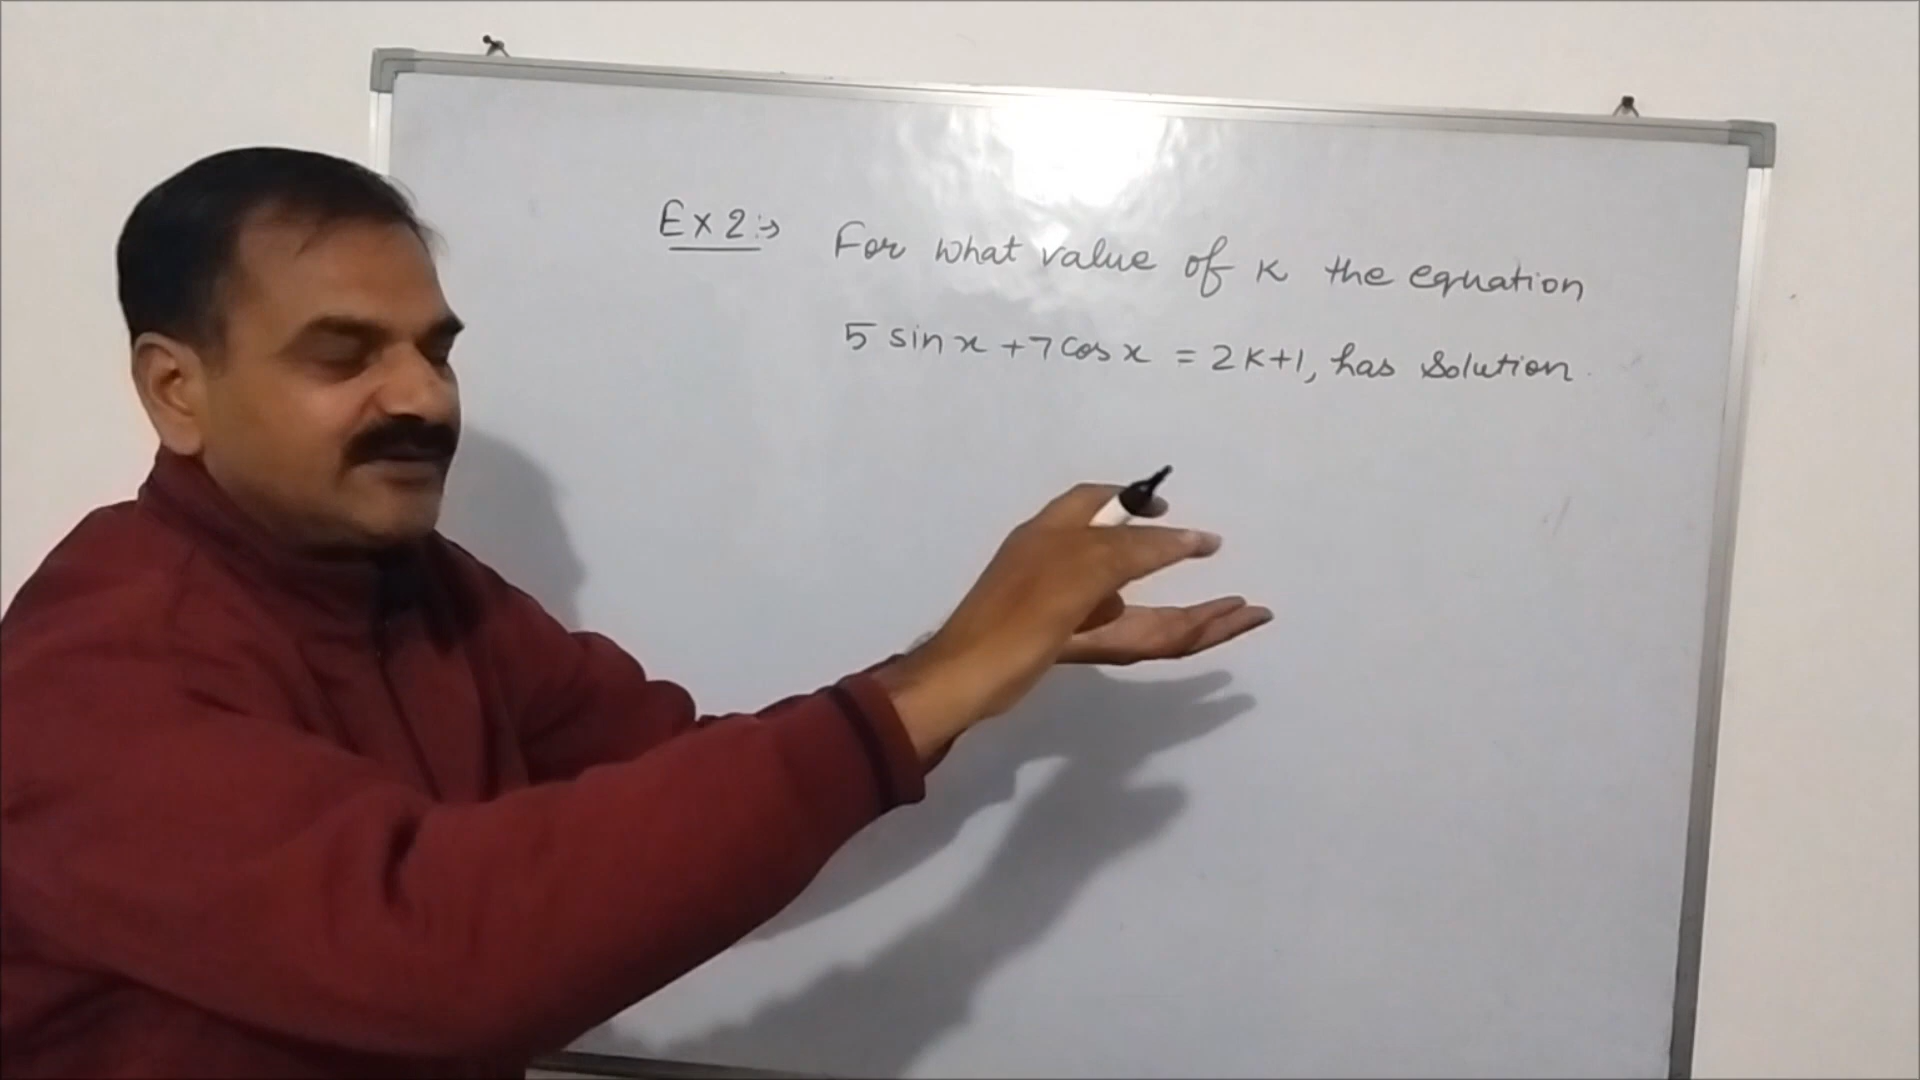 Ex 2:→ For what value of K the equation
5 sin x + 7 cos x = 2K+1, has Solution.